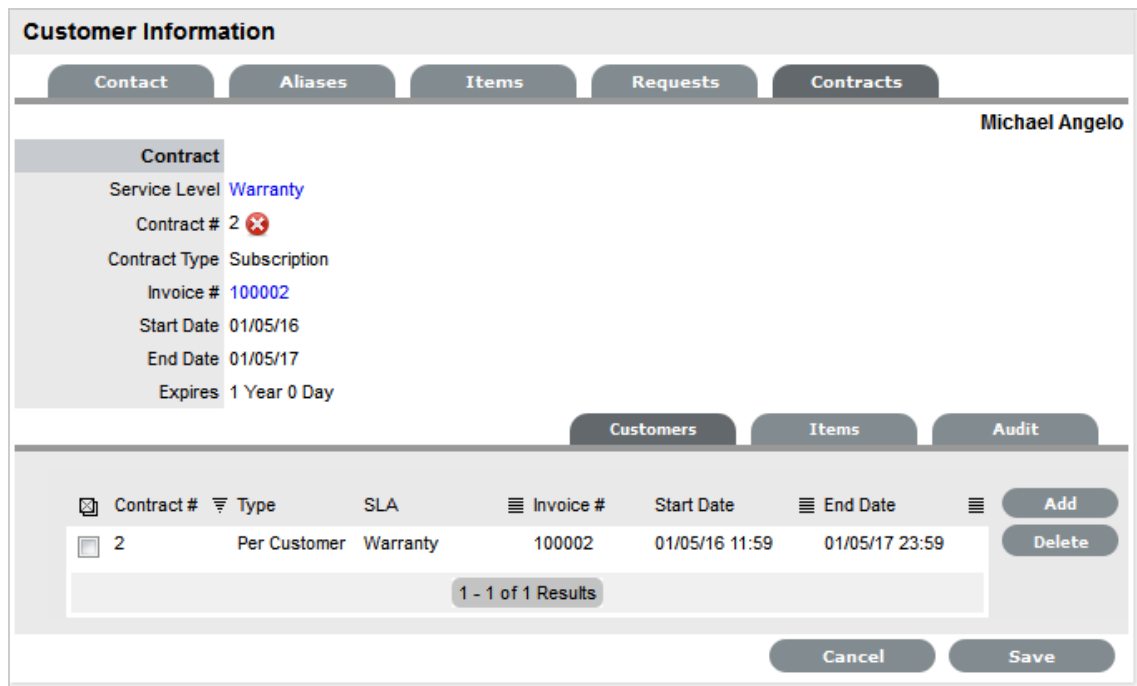 Customer Information
Contact Aliases Items Requests Contracts
Michael Angelo
Contract
Service Level Warranty
Contract # 2
Contract Type Subscription
Invoice # 100002
Start Date 01/05/16
End Date 01/05/17
Expires 1 Year 0 Day
Customers Items Audit
Contract # Type SLA Invoice # Start Date End Date Add
2 Per Customer Warranty 100002 01/05/16 11:59 01/05/17 23:59 Delete
1 - 1 of 1 Results
Cancel Save